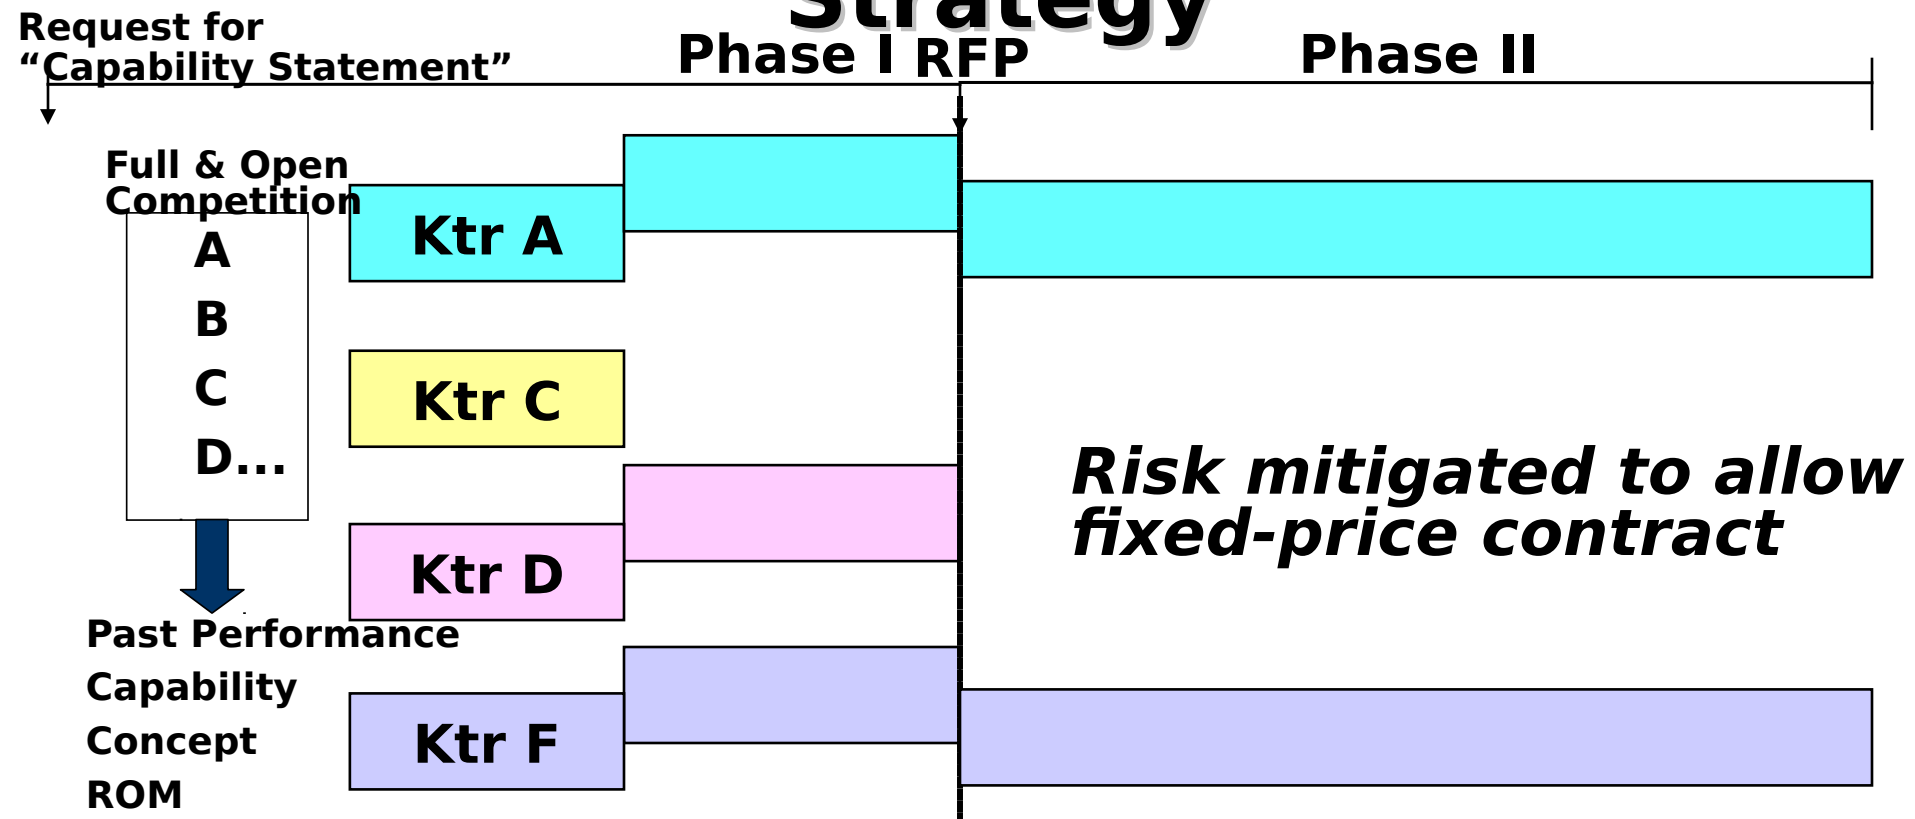 Strategy
Request for
“Capability Statement”
Phase I
RFP
Phase II
Full & Open
Competition
A
B
C
D...
Ktr A
Ktr C
Ktr D
Ktr F
Risk mitigated to allow
fixed-price contract
Past Performance
Capability
Concept
ROM